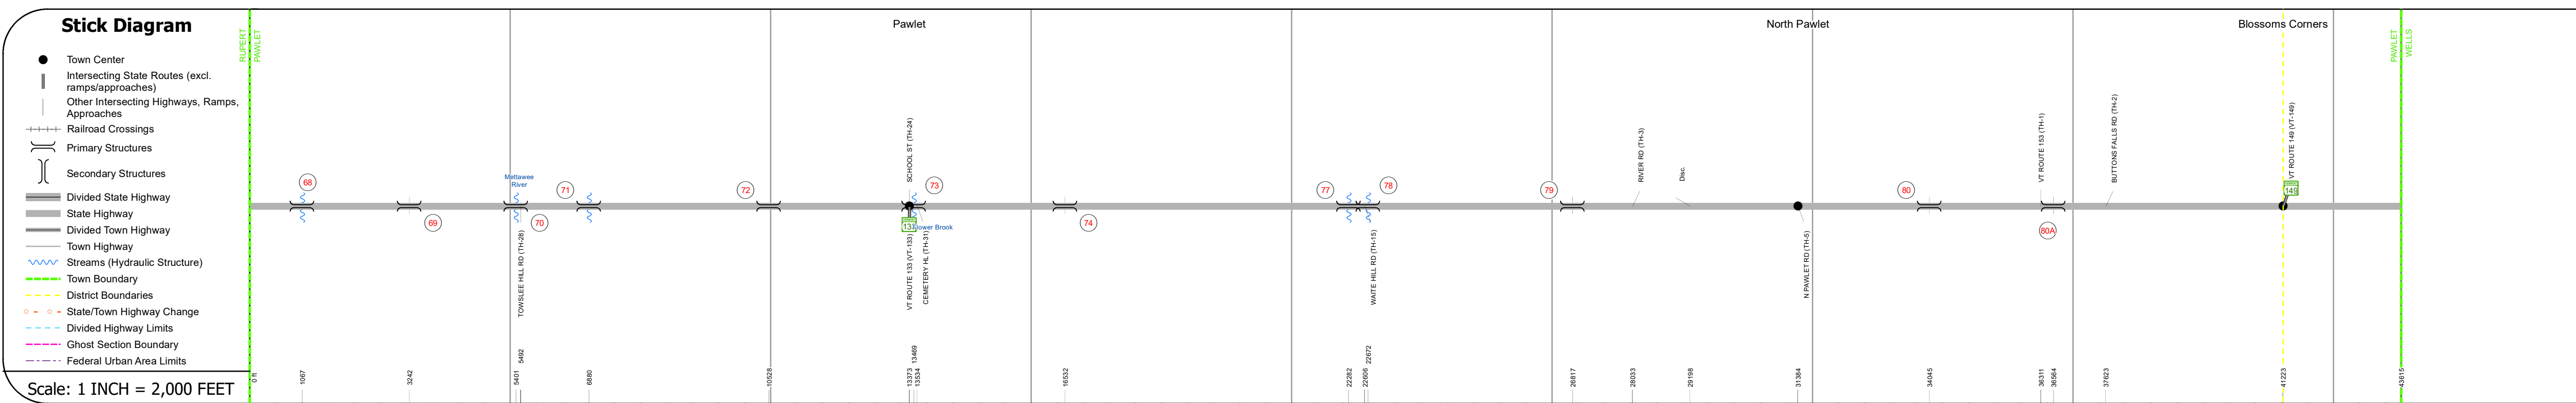 Stick Diagram
Town Center
Intersecting State Routes (excl.
ramps/approaches)
Other Intersecting Highways, Ramps,
Approaches
Railroad Crossings
Primary Structures
Secondary Structures
Divided State Highway
State Highway
Divided Town Highway
Town Highway
Streams (Hydraulic Structure)
Town Boundary
District Boundaries
State/Town Highway Change
Divided Highway Limits
Ghost Section Boundary
Federal Urban Area Limits
Scale: 1 INCH = 2,000 FEET
RUPERT
PAWLET
Pawlet
North Pawlet
Blossoms Corners
PAWLET
WELLS
68
69
Mettawee
River
70
71
72
SCHOOL ST (TH-24)
73
Flower Brook
74
77
78
79
RIVER RD (TH-3)
Disc.
80
VT ROUTE 153 (TH-1)
80A
BUTTONS FALLS RD (TH-2)
VT ROUTE 149 (VT-149)
149
TOWSLEE HILL RD (TH-28)
133
VT ROUTE 133 (VT-133)
CEMETERY HL (TH-31)
WAITE HILL RD (TH-15)
N PAWLET RD (TH-5)
0 ft
1067
3242
5401
5492
6880
10528
13373
13469
13534
16532
22282
22606
22672
26817
28033
29198
31384
34045
36311
36564
37623
41223
43615